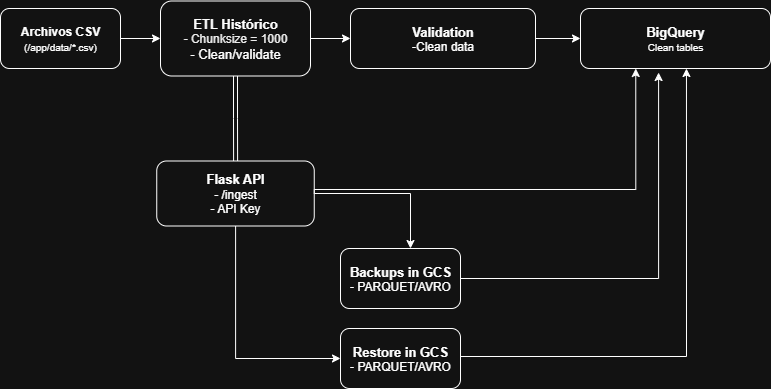 Archivos CSV
(/app/data/*.csv)
ETL Histórico
- Chunksize = 1000
- Clean/validate
Validation
-Clean data
BigQuery
Clean tables
Flask API
- /ingest
- API Key
Backups in GCS
- PARQUET/AVRO
Restore in GCS
- PARQUET/AVRO